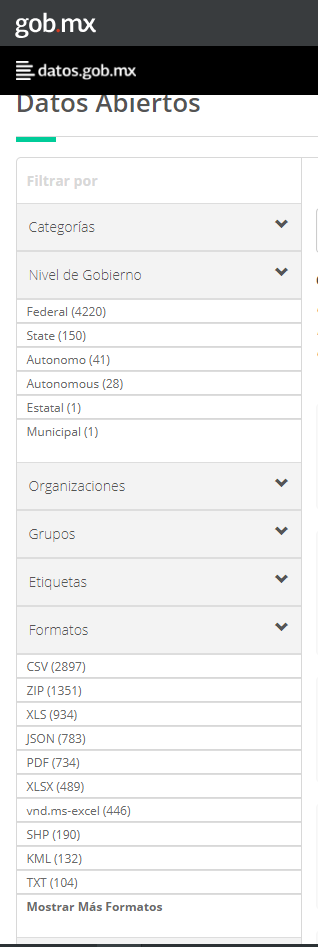 gob.mx
datos.gob.mx
Datos Abiertos
Filtrar por
Categorías
Nivel de Gobierno
Federal (4220)
State (150)
Autonomo (41)
Autonomous (28)
Estatal (1)
Municipal (1)
Organizaciones
Grupos
Etiquetas
Formatos
CSV (2897)
ZIP (1351)
XLS (934)
JSON (783)
PDF (734)
XLSX (489)
vnd.ms-excel (446)
SHP (190)
KML (132)
TXT (104)
Mostrar Más Formatos